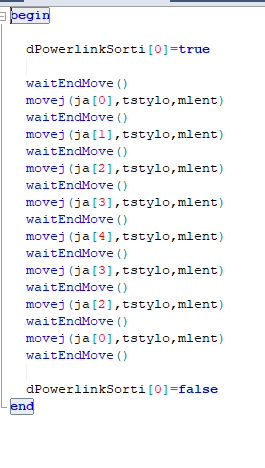 begin
dPowerlinkSorti[0]=true
waitEndMove()
movej(ja[0],tstylo,mlent)
waitEndMove()
movej(ja[1],tstylo,mlent)
waitEndMove()
movej(ja[2],tstylo,mlent)
waitEndMove()
movej(ja[3],tstylo,mlent)
waitEndMove()
movej(ja[4],tstylo,mlent)
waitEndMove()
movej(ja[3],tstylo,mlent)
waitEndMove()
movej(ja[2],tstylo,mlent)
waitEndMove()
movej(ja[0],tstylo,mlent)
waitEndMove()
dPowerlinkSorti[0]=false
end